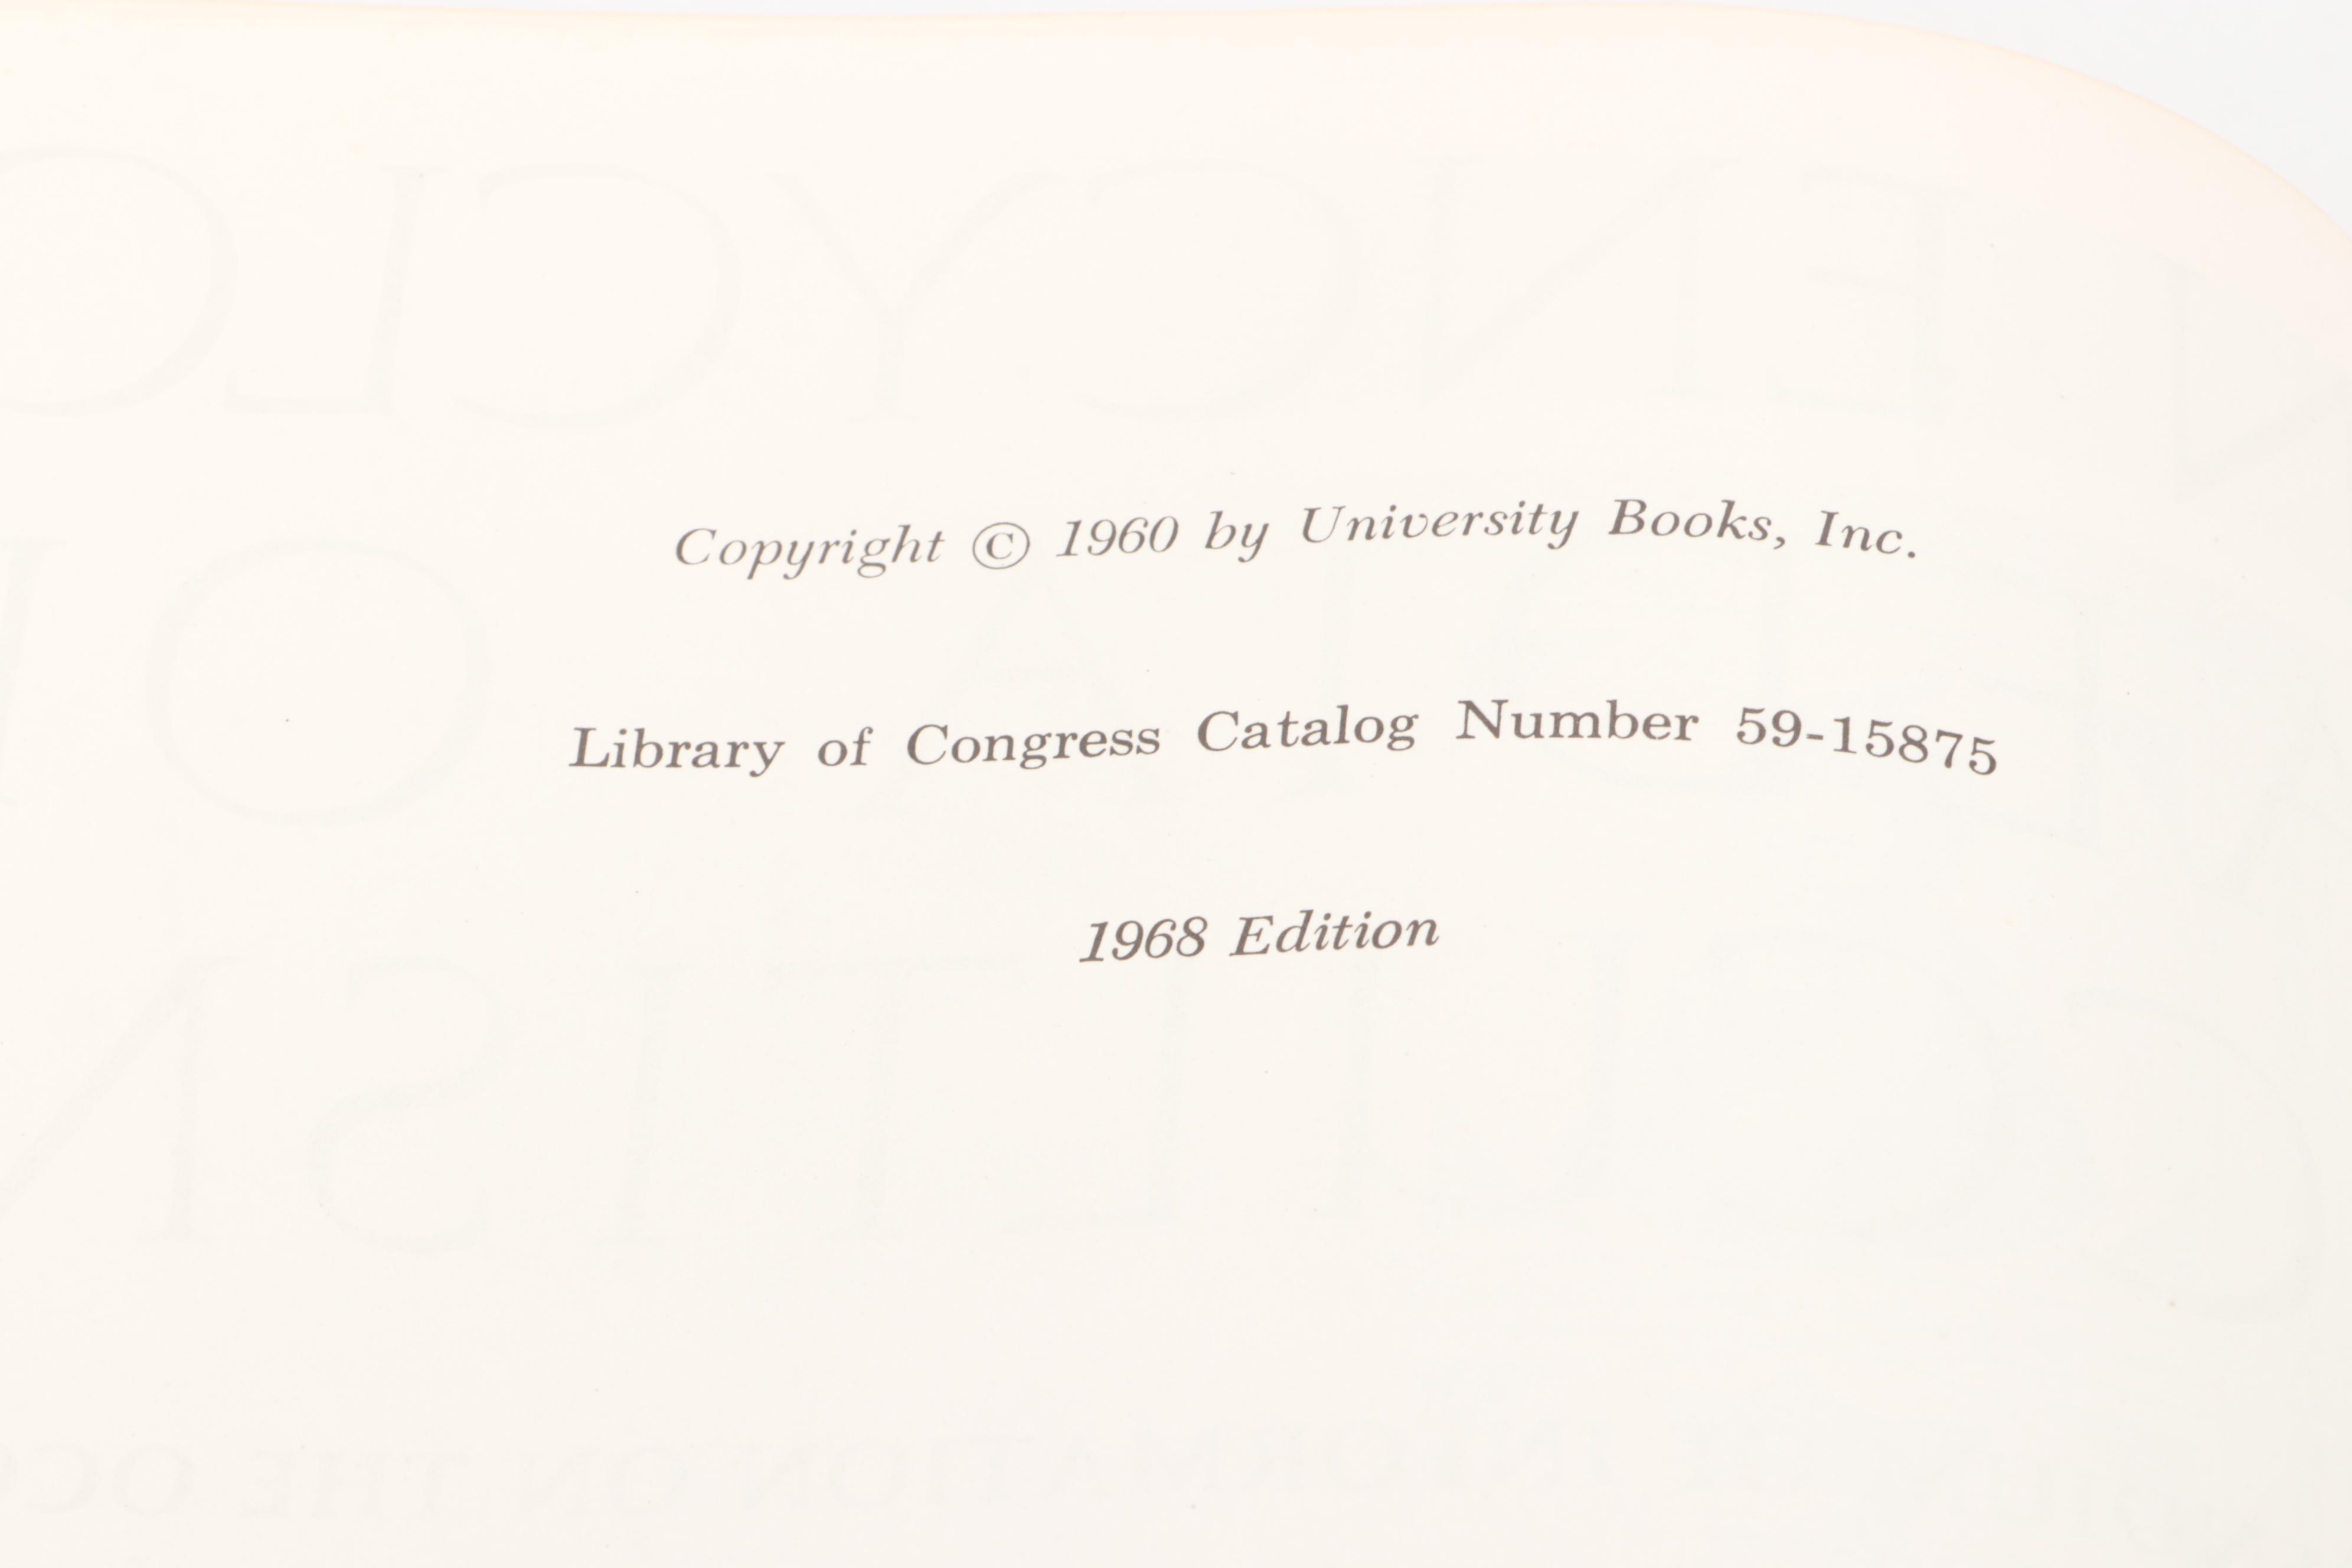 Copyright © 1960 by University Books, Inc.
Library of Congress Catalog Number 59-15875
1968 Edition